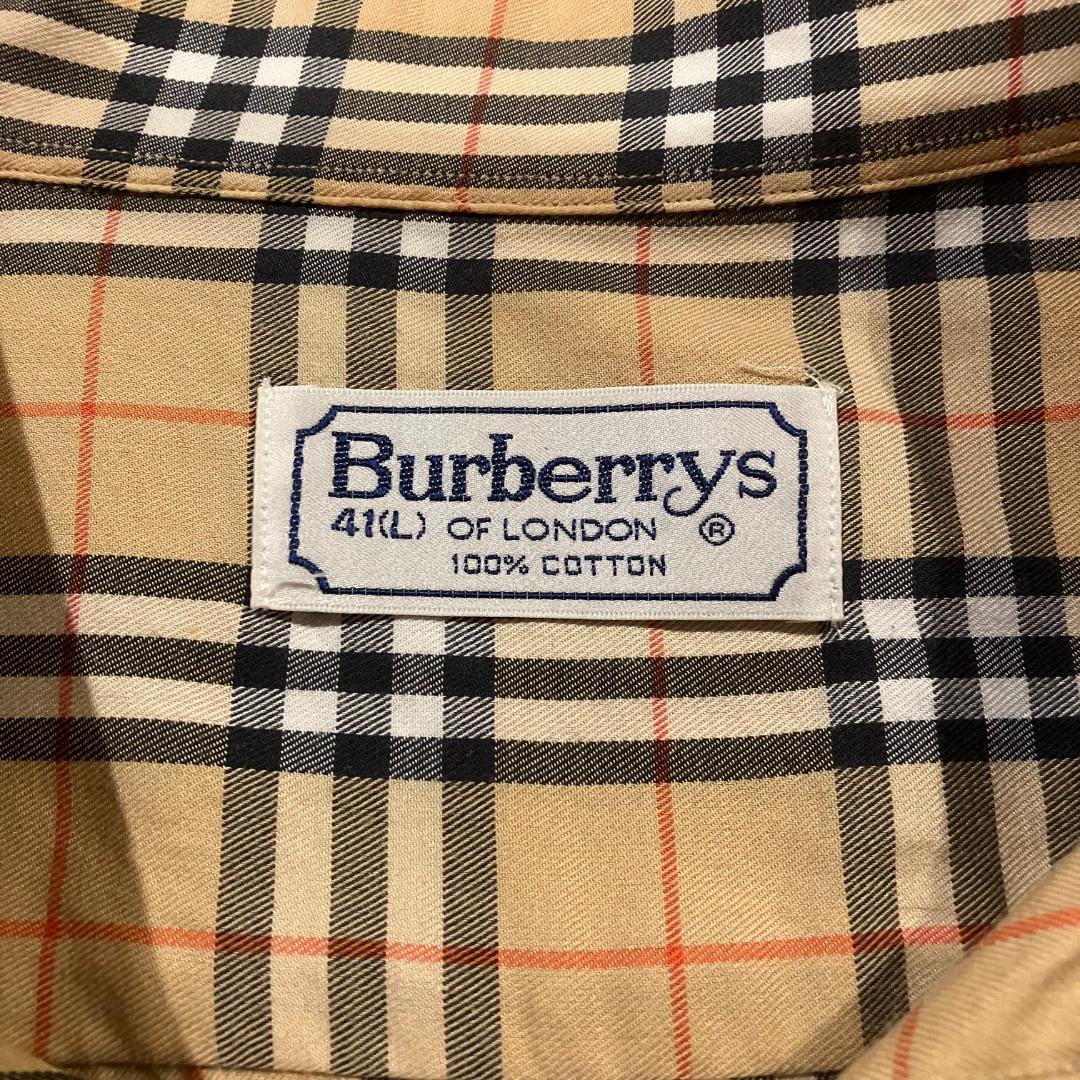 Burberrys
41(L) OF LONDON ®
100% COTTON